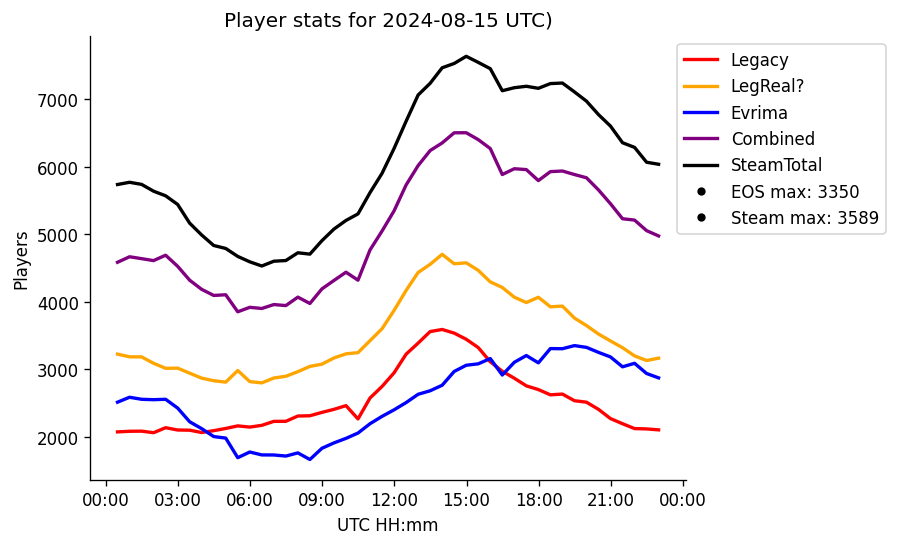 Player stats for 2024-08-15 UTC)
Legacy
LegReal?
Evrima
Combined
SteamTotal
EOS max: 3350
Steam max: 3589
Players
7000
6000
5000
4000
3000
2000
00:00 03:00 06:00 09:00 12:00 15:00 18:00 21:00 00:00
UTC HH:mm